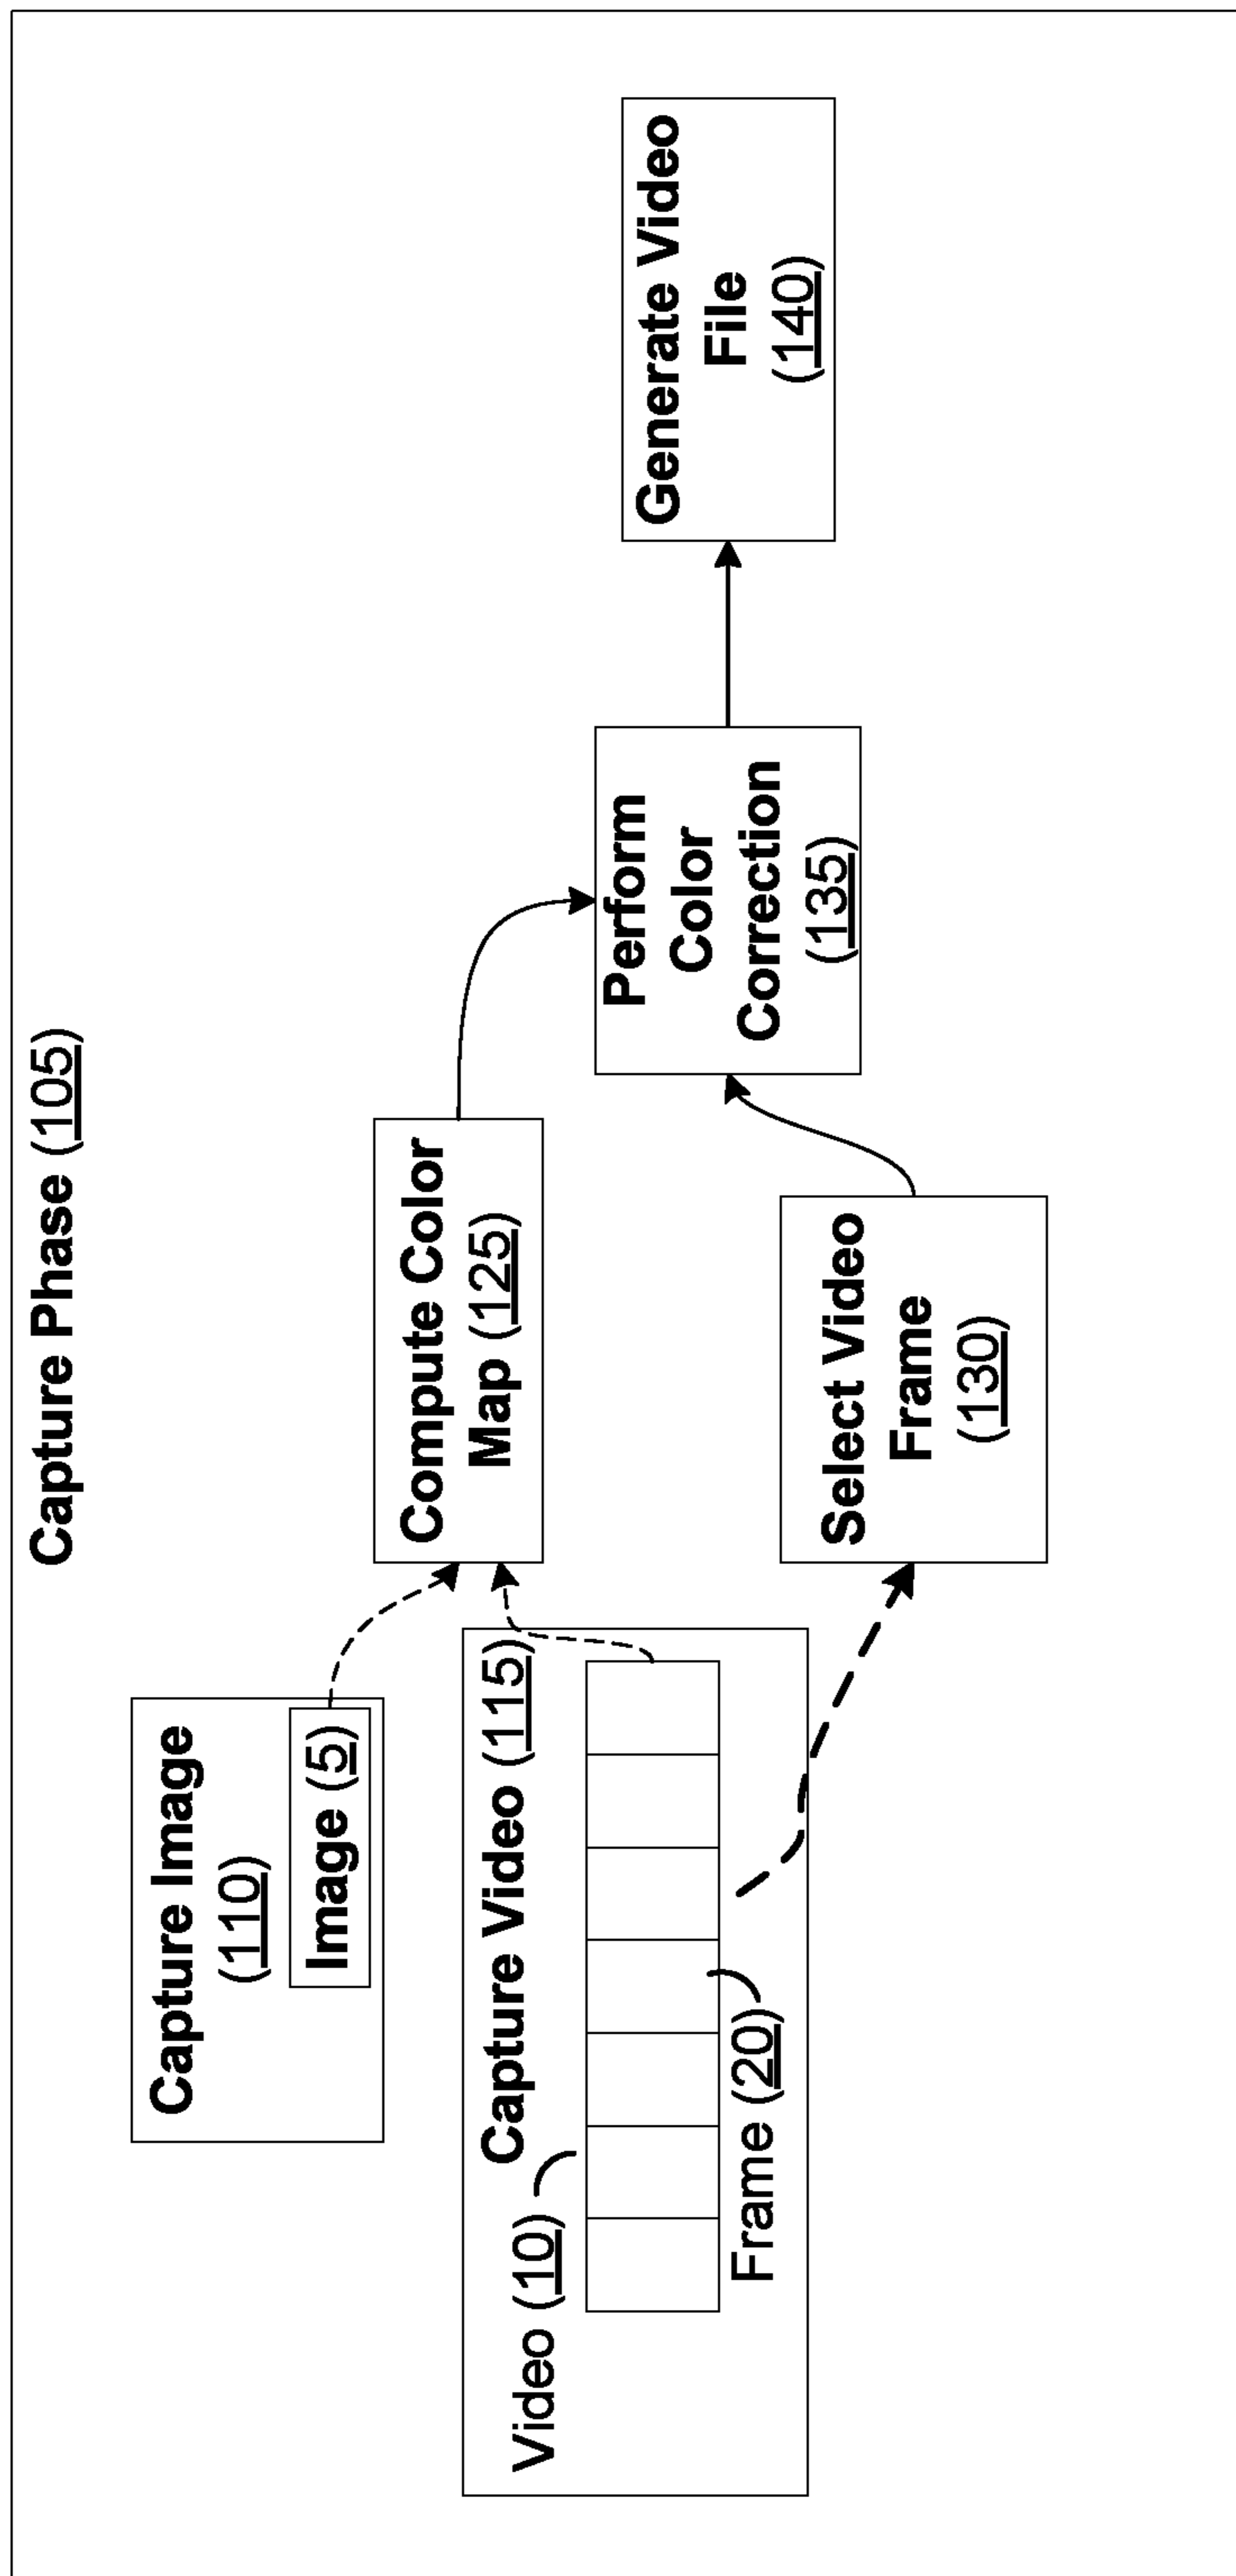 Capture Phase (105)
Capture Image
(110)
Image (5)
Capture Video (115)
Video (10)
Frame (20)
Compute Color
Map (125)
Select Video
Frame
(130)
Perform
Color
Correction
(135)
Generate Video
File
(140)